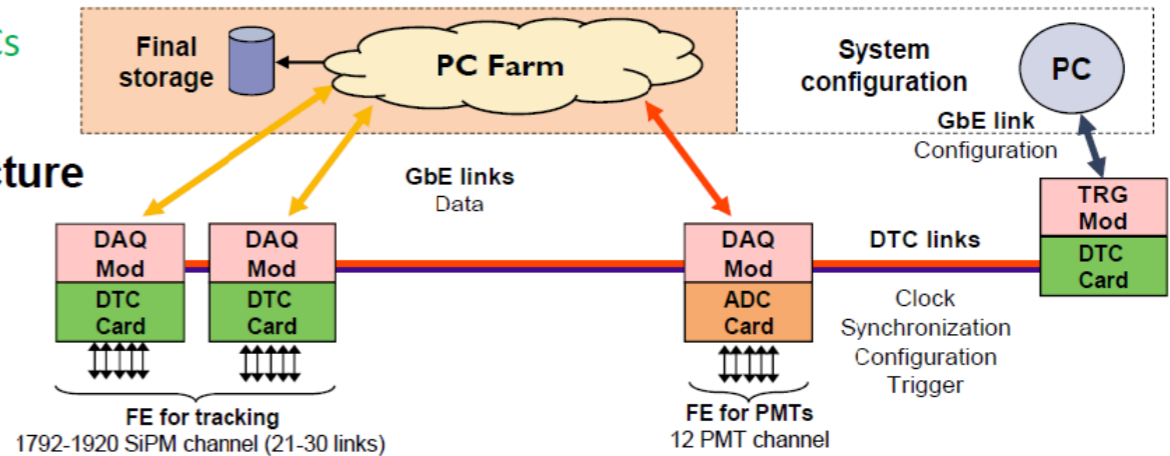 Cs
Final
storage
PC Farm
System
configuration
PC
GbE link
Configuration
cture
GbE links
Data
DAQ
Mod
DTC
Card
DAQ
Mod
DTC
Card
DAQ
Mod
ADC
Card
DTC links
Clock
Synchronization
Configuration
Trigger
TRG
Mod
DTC
Card
FE for tracking
1792-1920 SiPM channel (21-30 links)
FE for PMTs
12 PMT channel